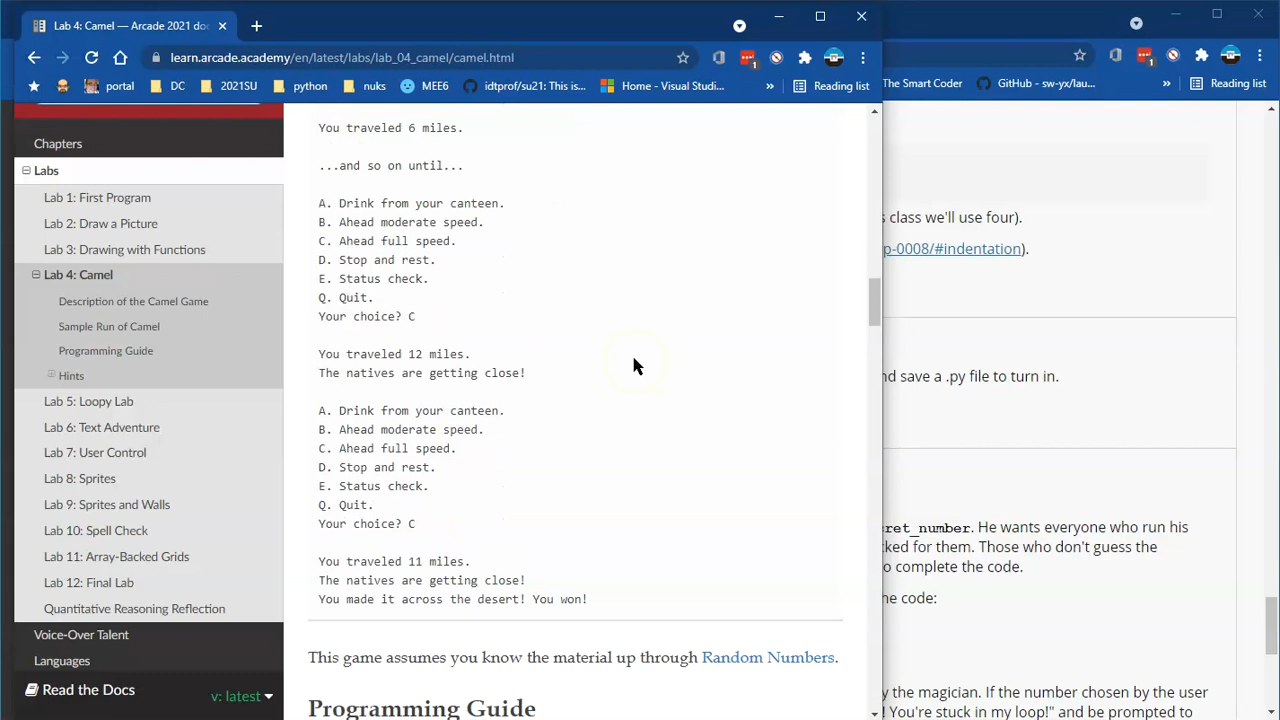 Lab 4: Camel — Arcade 2021 doc
learn.arcade.academy/en/latest/labs/lab_04_camel/camel.html
1
1
portal
DC
2021SU
python
nuks
MEE6
idtprof/su21: This is...
Home - Visual Studi...
»
Reading list
The Smart Coder
GitHub - sw-yx/lau...
»
Reading list
Chapters
Labs
Lab 1: First Program
Lab 2: Draw a Picture
Lab 3: Drawing with Functions
Lab 4: Camel
Description of the Camel Game
Sample Run of Camel
Programming Guide
Hints
Lab 5: Loopy Lab
Lab 6: Text Adventure
Lab 7: User Control
Lab 8: Sprites
Lab 9: Sprites and Walls
Lab 10: Spell Check
Lab 11: Array-Backed Grids
Lab 12: Final Lab
Quantitative Reasoning Reflection
Voice-Over Talent
Languages
Read the Docs
v: latest
You traveled 6 miles.
...and so on until...
A. Drink from your canteen.
B. Ahead moderate speed.
C. Ahead full speed.
D. Stop and rest.
E. Status check.
Q. Quit.
Your choice? C
You traveled 12 miles.
The natives are getting close!
A. Drink from your canteen.
B. Ahead moderate speed.
C. Ahead full speed.
D. Stop and rest.
E. Status check.
Q. Quit.
Your choice? C
You traveled 11 miles.
The natives are getting close!
You made it across the desert! You won!
This game assumes you know the material up through Random Numbers.
Programming Guide
s class we'll use four).
p-0008/#indentation).
nd save a .py file to turn in.
cret_number. He wants everyone who run his
ked for them. Those who don't guess the
o complete the code.
he code:
y the magician. If the number chosen by the user
! You're stuck in my loop!" and be prompted to